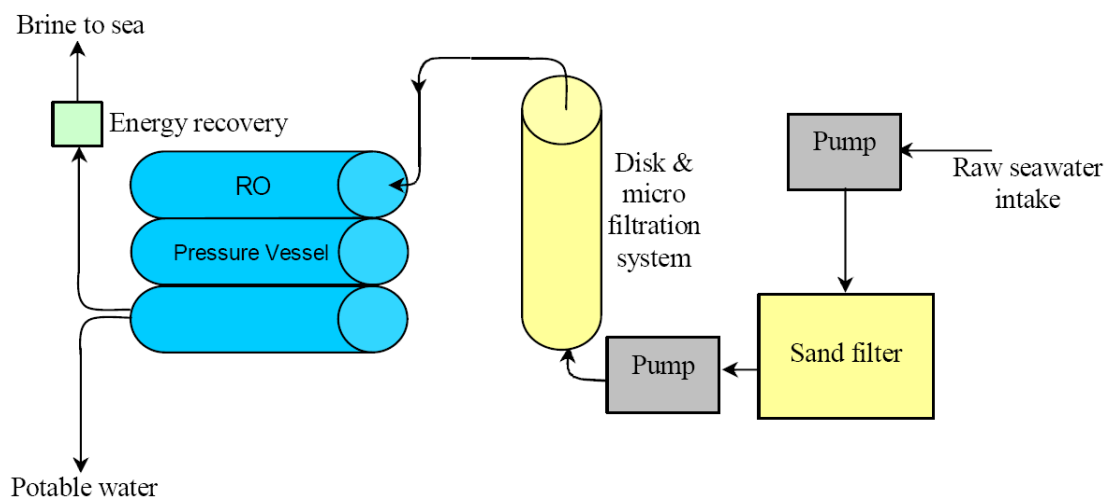 Brine to sea
Energy recovery
RO
Pressure Vessel
Potable water
Disk &
micro
filtration
system
Pump
Pump
Raw seawater
intake
Sand filter